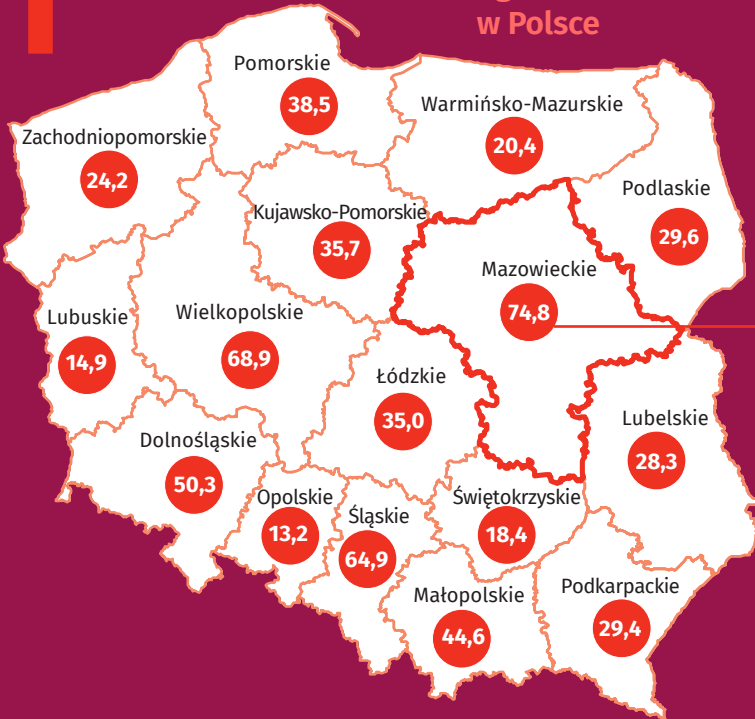 w Polsce
Pomorskie
38,5
Warmińsko-Mazurskie
20,4
Zachodniopomorskie
24,2
Podlaskie
29,6
Kujawsko-Pomorskie
35,7
Mazowieckie
74,8
Lubuskie
14,9
Wielkopolskie
68,9
Łódzkie
35,0
Lubelskie
28,3
Dolnośląskie
50,3
Opolskie
13,2
Śląskie
64,9
Świętokrzyskie
18,4
Małopolskie
44,6
Podkarpackie
29,4